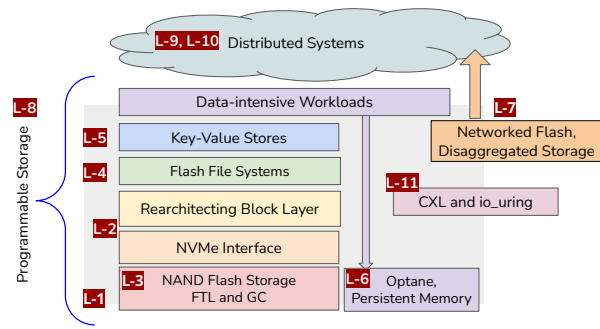 L-9, L-10
Distributed Systems
L-8
Programmable Storage
Data-intensive Workloads
L-7
Networked Flash,
Disaggregated Storage
L-5
Key-Value Stores
L-4
Flash File Systems
L-11
CXL and io_uring
Rearchitecting Block Layer
L-2
NVMe Interface
L-3
NAND Flash Storage
FTL and GC
L-1
L-6
Optane,
Persistent Memory